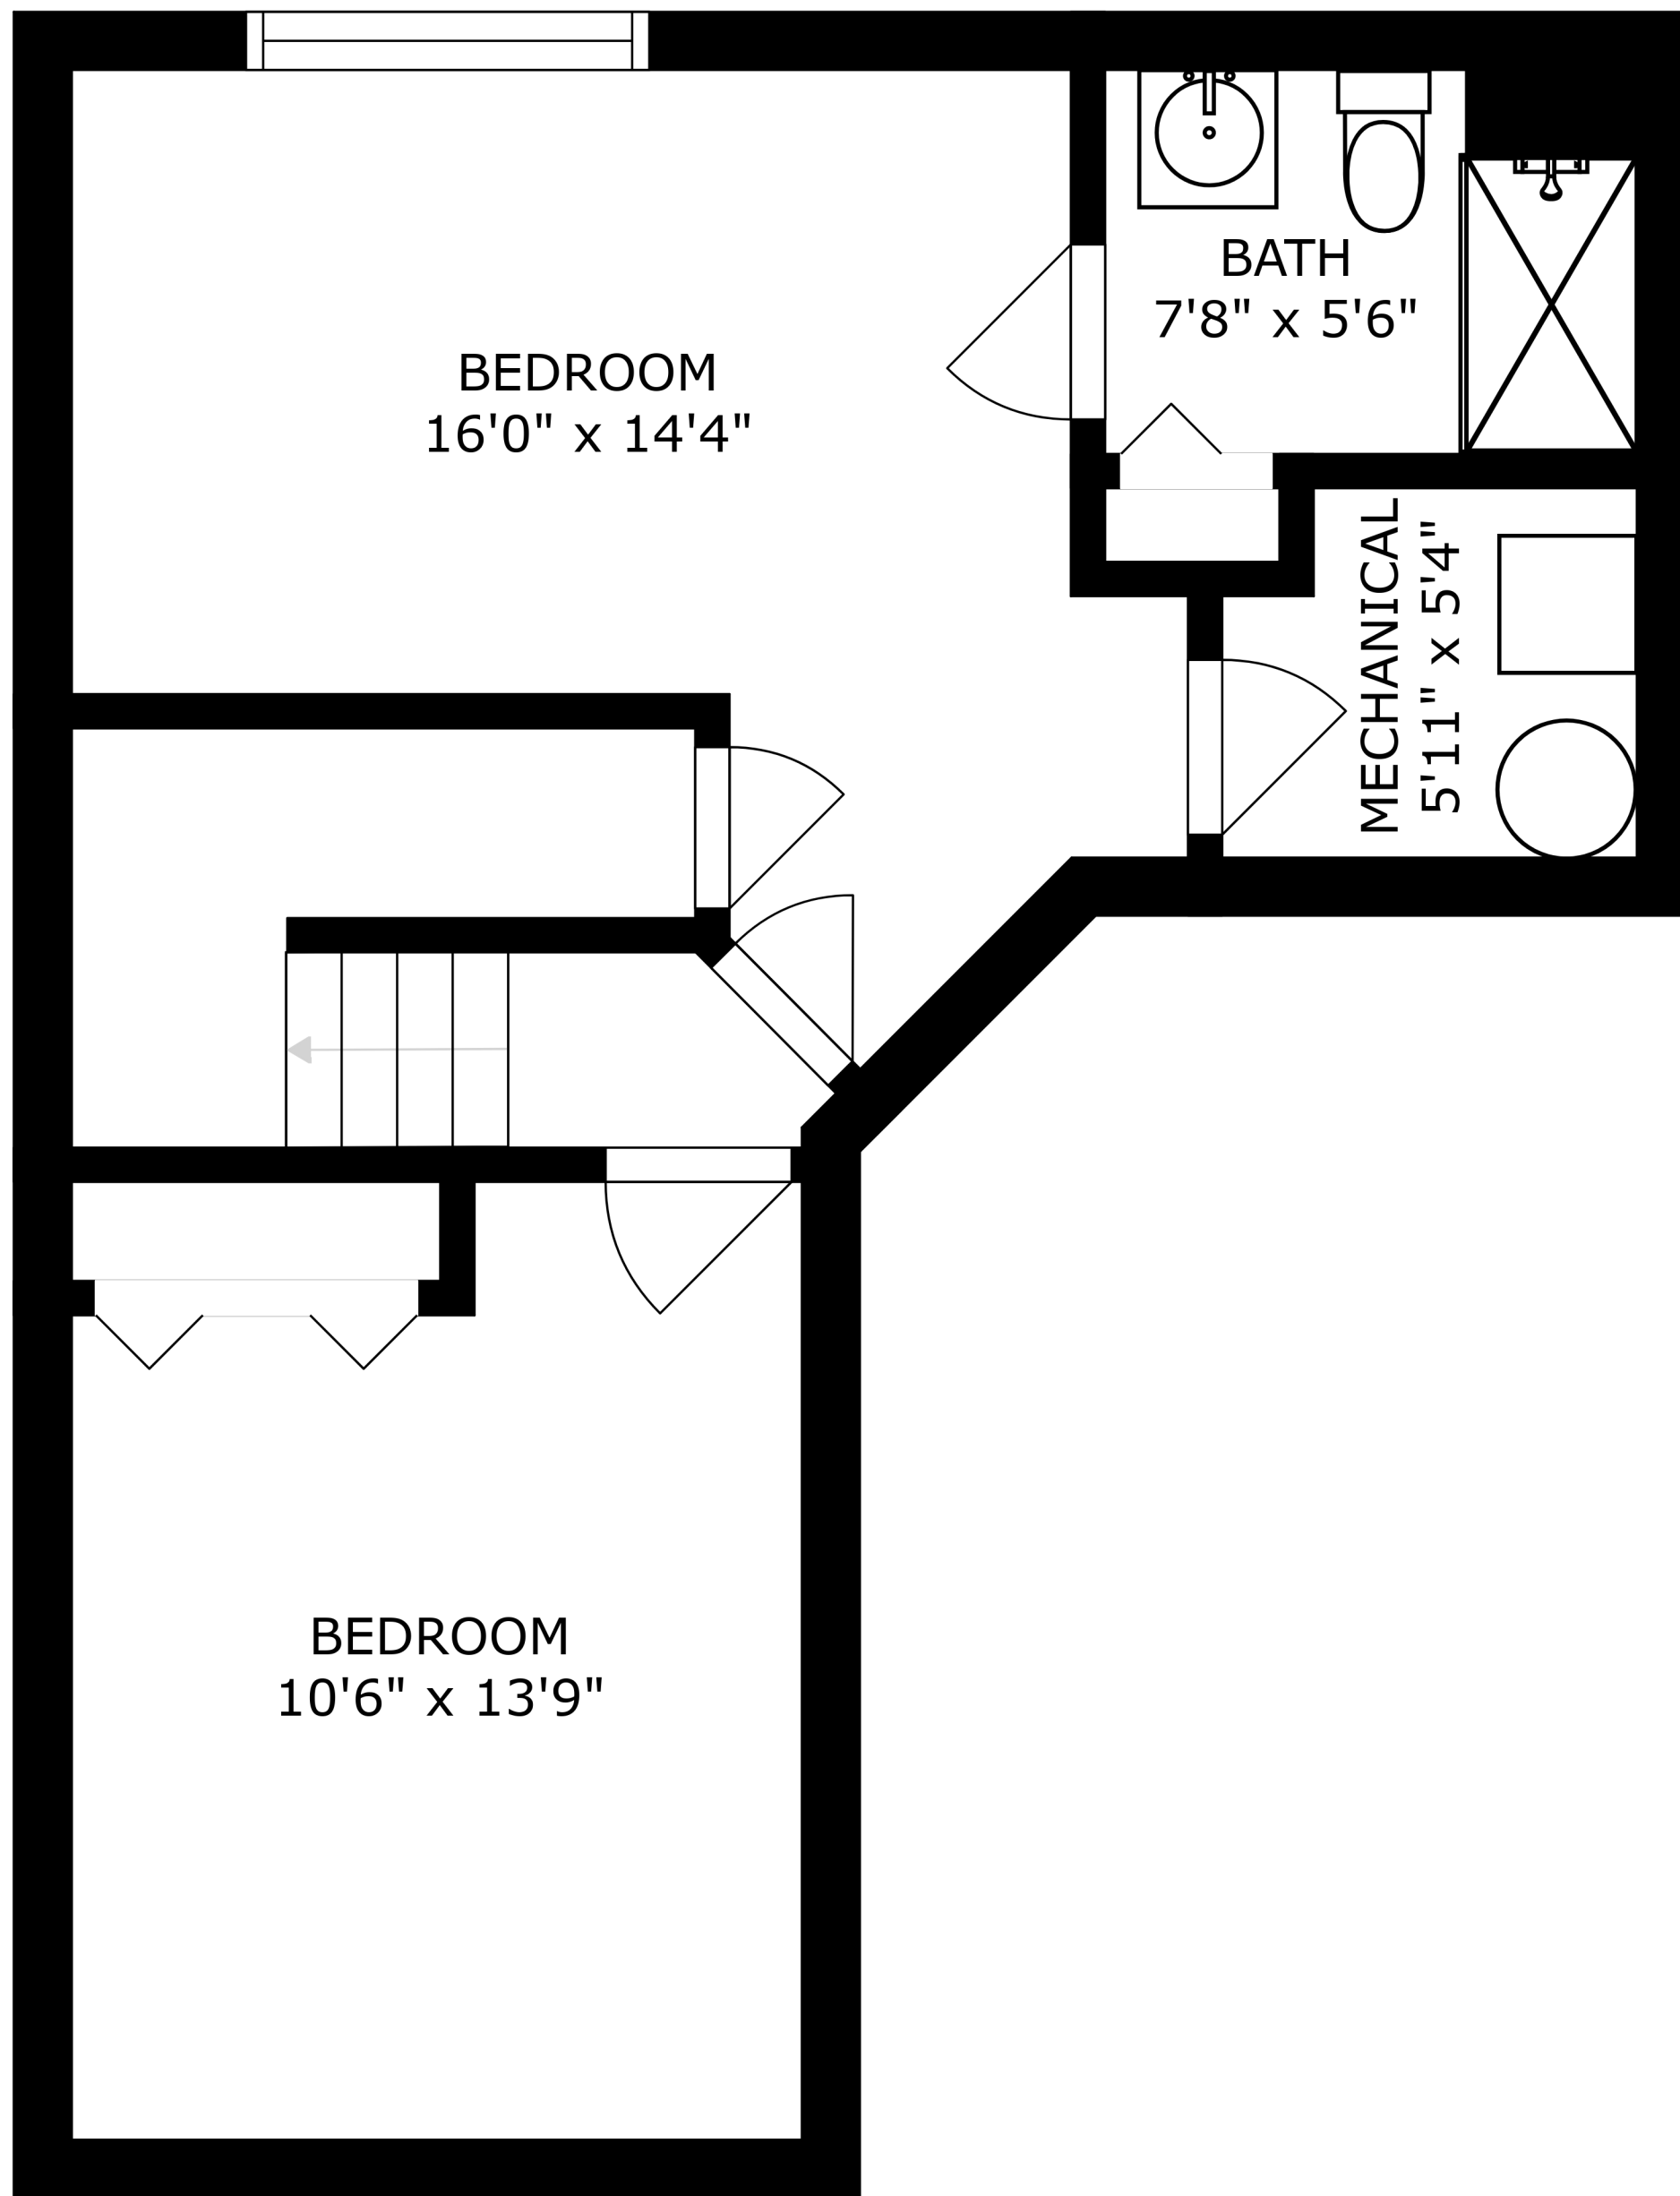 BATH
7'8" x 5'6"
BEDROOM
16'0" x 14'4"
MECHANICAL
5'11" x 5'4"
BEDROOM
10'6" x 13'9"